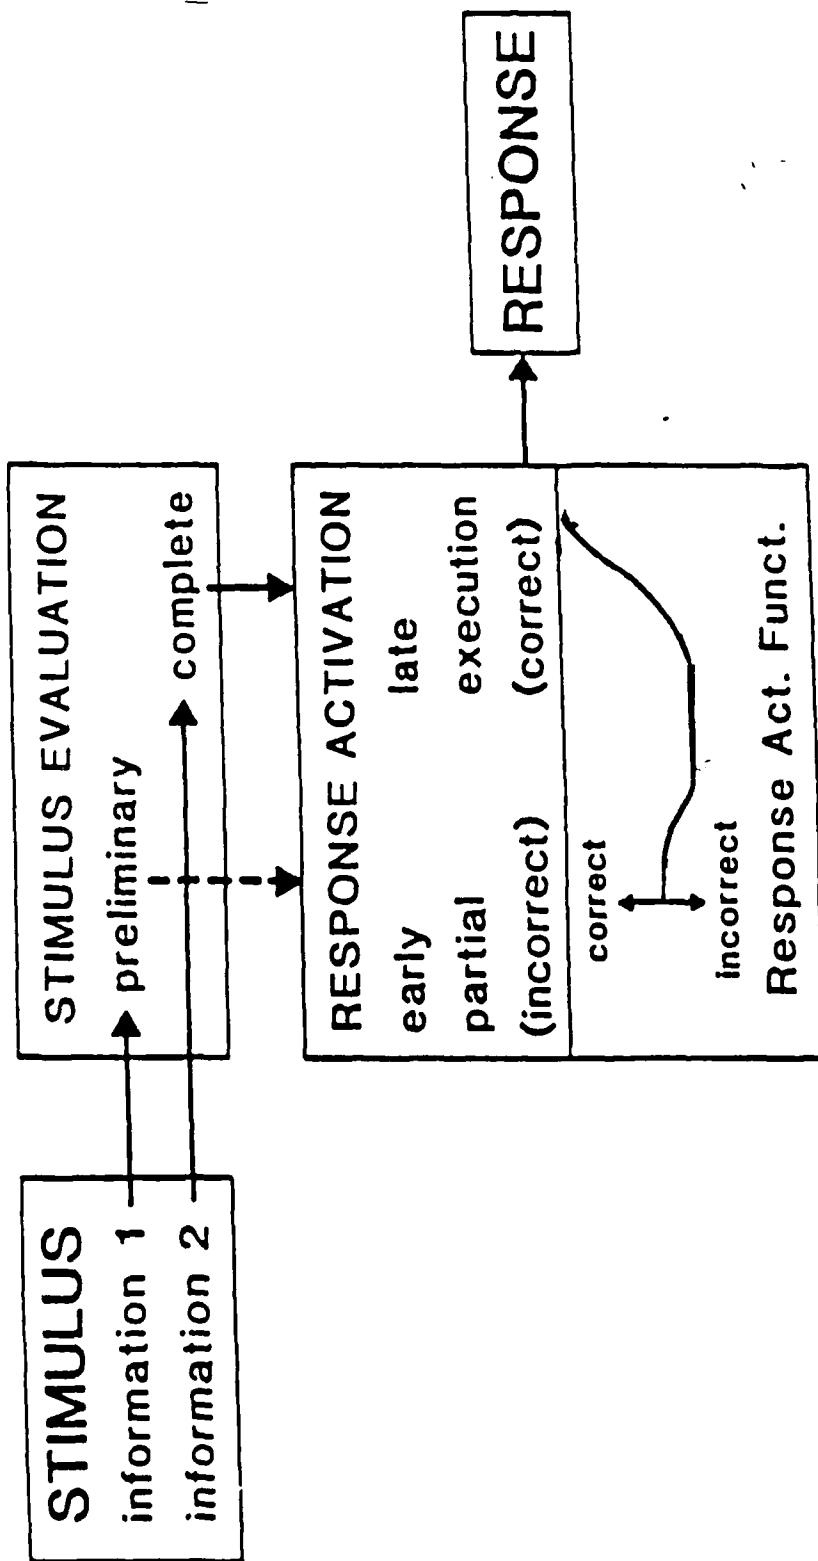 STIMULUS
information 1
information 2
STIMULUS EVALUATION
preliminary
complete
RESPONSE ACTIVATION
early late
partial execution
(incorrect) (correct)
correct
incorrect
Response Act. Funct.
RESPONSE